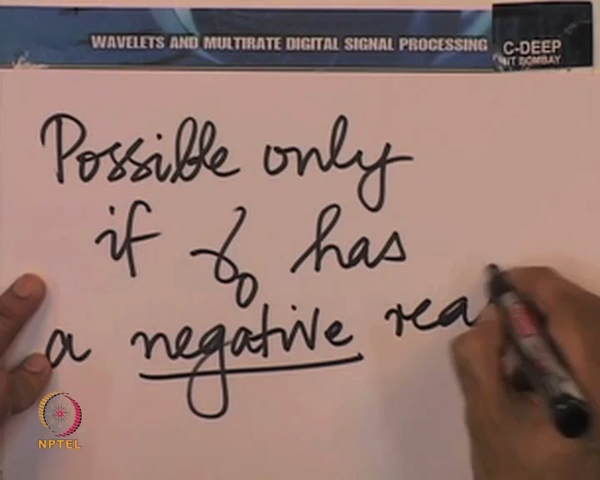 WAVELETS AND MULTIRATE DIGITAL SIGNAL PROCESSING
C-DEEP
IIT BOMBAY
Possible only
if γ₀ has
a negative rea
NPTEL